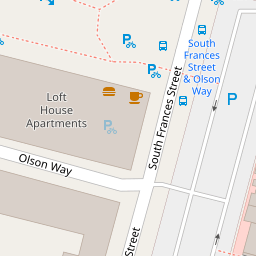 South
Frances
Street
& Olson
Way
Loft
House
Apartments
P
South Frances Street
Olson Way
Street